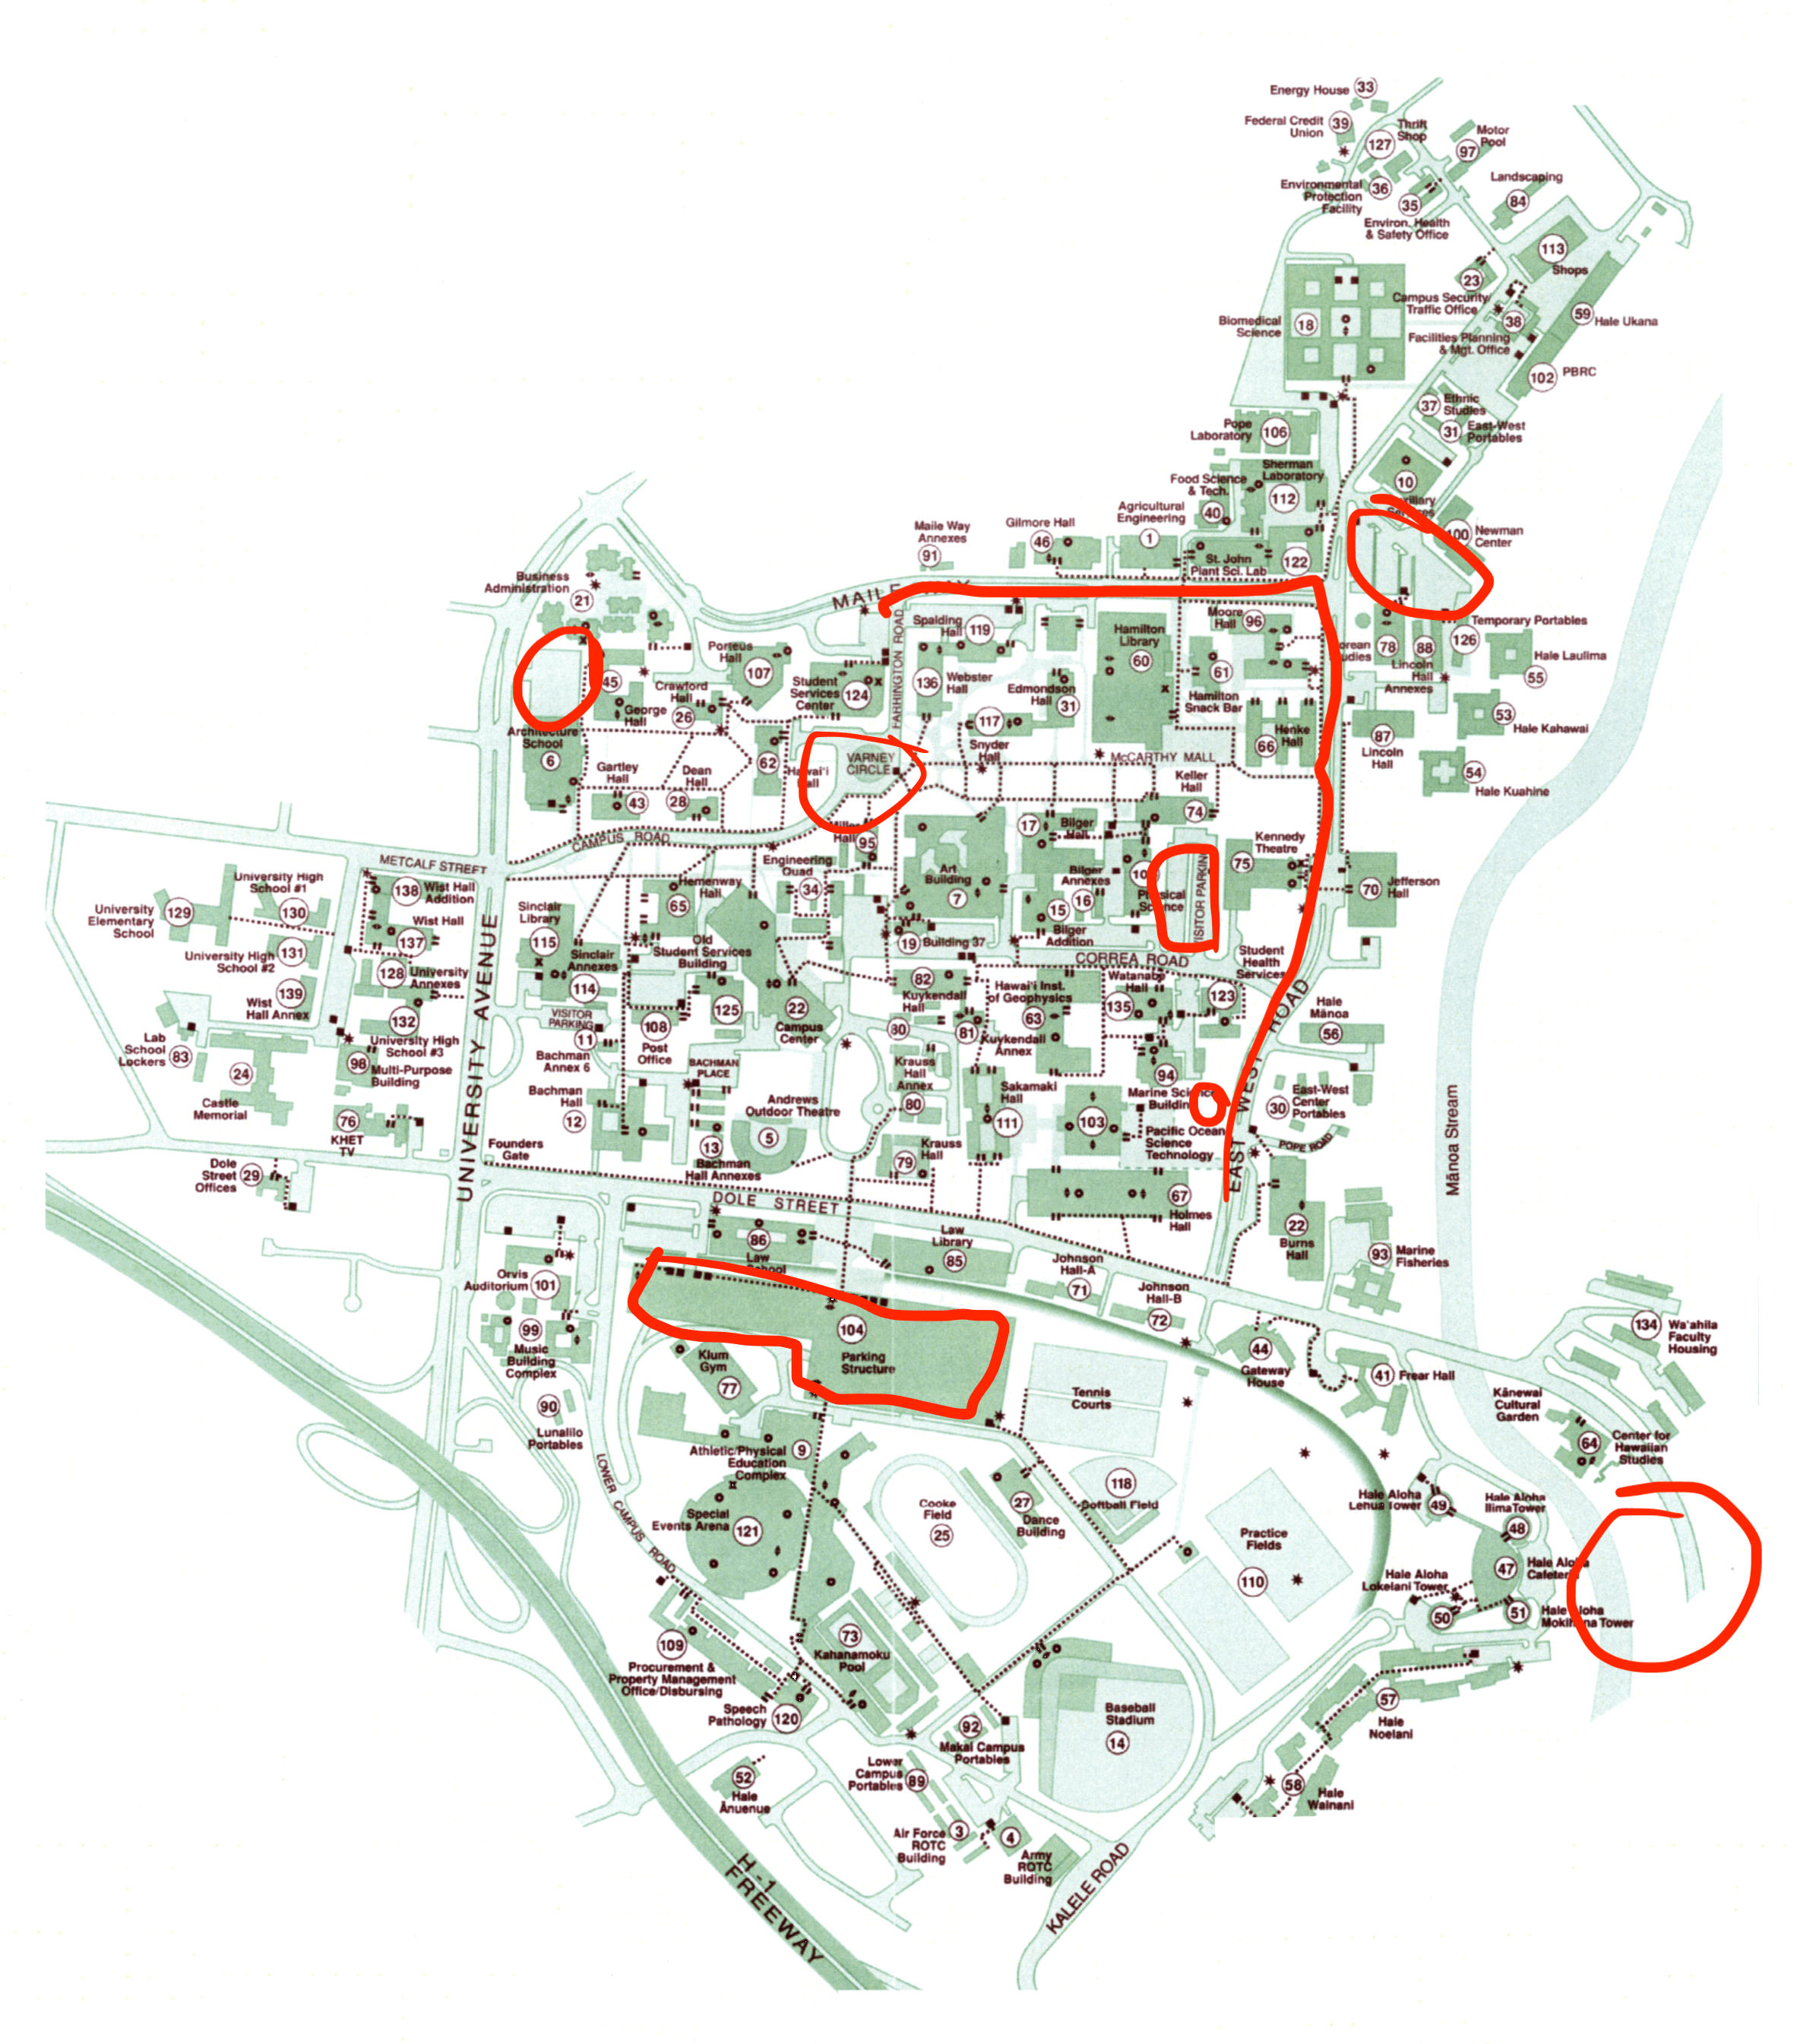 Energy House 33
Federal Credit
Union
39
Thrift
Shop
127
Motor
Pool
97
Landscaping
84
Environmental
Protection
Facility
36
35
Environ. Health
& Safety Office
113
Shops
23
Campus Security/
Traffic Office
59 Hale Ukana
38
Facilities Planning
& Mgt. Office
Biomedical
Science
18
102 PBRC
37 Ethnic
Studies
31 East-West
Portables
Pope
Laboratory
106
Sherman
Laboratory
112
Food Science
& Tech.
40
10
100 Newman
Center
Agricultural
Engineering
1
Gilmore Hall
46
Maile Way
Annexes
91
St. John
Plant Sci. Lab
122
Business
Administration
21
MAILE
FARRINGTON ROAD
Spalding
Hall
119
Hamilton
Library
60
Moore
Hall
96
Temporary Portables
126
78
88
Lincoln
Hall
Annexes
Hale Laulima
55
45
George
Hall
Crawford
Hall
26
Porteus
Hall
107
Student
Services
Center
124
136 Webster
Hall
Edmondson
Hall
31
61
Hamilton
Snack Bar
53
Hale Kahawai
117
Snyder
Hall
66
Henke
Hall
87
Lincoln
Hall
Architecture
School
6
62
VARNEY
CIRCLE
McCARTHY MALL
54
Hale Kuahine
Gartley
Hall
43
Dean
Hall
28
Keller
Hall
74
CAMPUS ROAD
95
17
Bilger
Hall
Kennedy
Theatre
75
METCALF STREET
Engineering
Quad
34
Art
Building
7
Bilger
Annexes
16
15
Bilger
Addition
Physical
Science
70
Jefferson
Hall
University High
School #1
130
138 Wist Hall
Addition
Hemenway
Hall
65
University
Elementary
School
129
Wist Hall
137
Sinclair
Library
115
Old
Student Services
Building
19 Building 37
CORREA ROAD
Student
Health
Services
University High
School #2
131
128 University
Annexes
Sinclair
Annexes
114
82
Kuykendall
Hall
Hawai'i Inst.
of Geophysics
63
Watanabe
Hall
135
123
139
Wist
Hall Annex
132
University High
School #3
VISITOR
PARKING
11
Bachman
Annex 6
108
Post
Office
125
22
Campus
Center
80
81
Kuykendall
Annex
Hale
Mānoa
56
Lab
School
Lockers
83
24
Castle
Memorial
98
Multi-Purpose
Building
UNIVERSITY AVENUE
BACHMAN
PLACE
Krauss
Hall
Annex
80
Sakamaki
Hall
111
94
Marine Science
Building
30
East-West
Center
Portables
Bachman
Hall
12
Andrews
Outdoor Theatre
5
103
Pacific Ocean
Science
Technology
POPE ROAD
EAST WEST ROAD
Mānoa Stream
76
KHET
TV
Founders
Gate
13
Bachman
Hall Annexes
79
Krauss
Hall
Dole
Street
Offices
29
DOLE STREET
67
Holmes
Hall
22
Burns
Hall
86
Law
School
Law
Library
85
93 Marine
Fisheries
Orvis
Auditorium 101
Johnson
Hall-A
71
Johnson
Hall-B
72
99
Music
Building
Complex
104
Parking
Structure
44
Gateway
House
134 Wa'ahila
Faculty
Housing
Klum
Gym
77
Tennis
Courts
41 Frear Hall
Kānewai
Cultural
Garden
90
Lunalilo
Portables
Athletic/Physical
Education
Complex
9
64 Center for
Hawaiian
Studies
LOWER CAMPUS ROAD
Special
Events Arena 121
Cooke
Field
25
27
Dance
Building
118
Softball Field
Hale Aloha
Lehua Tower
49
Hale Aloha
Ilima Tower
48
Practice
Fields
110
47
Hale Aloha
Lokelani Tower
50
51
109
Procurement &
Property Management
Office/Disbursing
73
Kahanamoku
Pool
Speech
Pathology 120
92
Makai Campus
Portables
Baseball
Stadium
14
57
Hale
Noelani
52
Hale
Ānuenue
Lower
Campus
Portables 89
58
Hale
Wainani
Air Force
ROTC
Building
3
4
Army
ROTC
Building
H-1
FREEWAY
KALELE ROAD